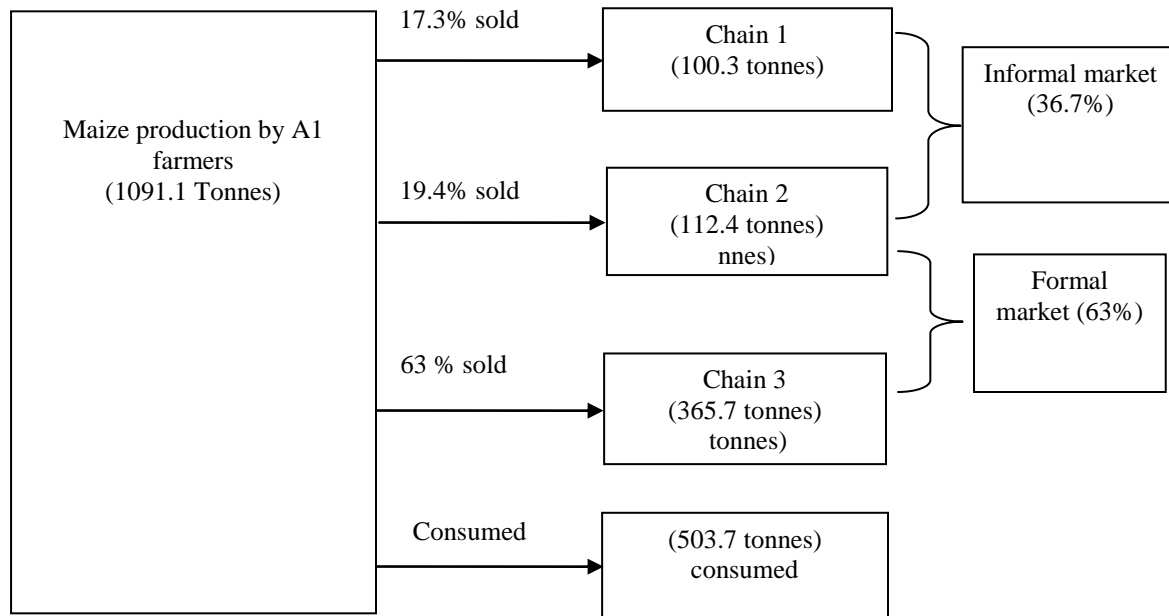 Maize production by A1
farmers
(1091.1 Tonnes)
17.3% sold
Chain 1
(100.3 tonnes)
Informal market
(36.7%)
19.4% sold
Chain 2
(112.4 tonnes)
nnes)
Formal
market (63%)
63 % sold
Chain 3
(365.7 tonnes)
tonnes)
Consumed
(503.7 tonnes)
consumed